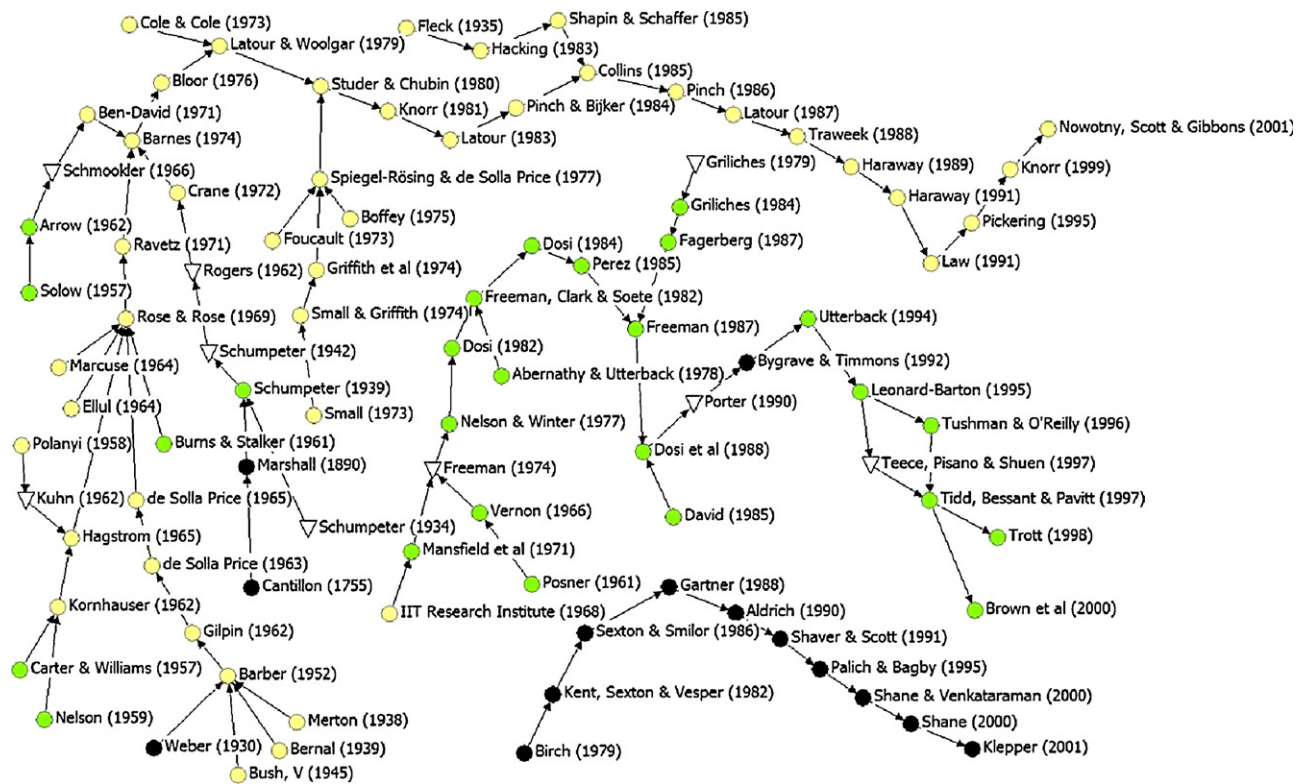 Cole & Cole (1973)
Fleck (1935)
Shapin & Schaffer (1985)
Latour & Woolgar (1979)
Hacking (1983)
Bloor (1976)
Studer & Chubin (1980)
Collins (1985)
Pinch (1986)
Ben-David (1971)
Knorr (1981)
Pinch & Bijker (1984)
Latour (1987)
Barnes (1974)
Latour (1983)
Traweek (1988)
Nowotny, Scott & Gibbons (2001)
Schmookler (1966)
Griliches (1979)
Haraway (1989)
Knorr (1999)
Crane (1972)
Spiegel-Rösing & de Solla Price (1977)
Haraway (1991)
Griliches (1984)
Arrow (1962)
Boffey (1975)
Pickering (1995)
Ravetz (1971)
Foucault (1973)
Dosi (1984)
Fagerberg (1987)
Rogers (1962)
Griffith et al (1974)
Perez (1985)
Law (1991)
Solow (1957)
Freeman, Clark & Soete (1982)
Rose & Rose (1969)
Small & Griffith (1974)
Freeman (1987)
Utterback (1994)
Schumpeter (1942)
Dosi (1982)
Marcuse (1964)
Bygrave & Timmons (1992)
Schumpeter (1939)
Abernathy & Utterback (1978)
Leonard-Barton (1995)
Ellul (1964)
Small (1973)
Nelson & Winter (1977)
Porter (1990)
Tushman & O'Reilly (1996)
Polanyi (1958)
Burns & Stalker (1961)
Dosi et al (1988)
Marshall (1890)
Freeman (1974)
Teece, Pisano & Shuen (1997)
Kuhn (1962)
de Solla Price (1965)
Tidd, Bessant & Pavitt (1997)
Vernon (1966)
David (1985)
Schumpeter (1934)
Hagstrom (1965)
Trott (1998)
Mansfield et al (1971)
de Solla Price (1963)
Cantillon (1755)
Posner (1961)
Gartner (1988)
Kornhauser (1962)
IIT Research Institute (1968)
Aldrich (1990)
Brown et al (2000)
Gilpin (1962)
Sexton & Smilor (1986)
Shaver & Scott (1991)
Carter & Williams (1957)
Barber (1952)
Palich & Bagby (1995)
Kent, Sexton & Vesper (1982)
Shane & Venkataraman (2000)
Nelson (1959)
Merton (1938)
Shane (2000)
Weber (1930)
Bernal (1939)
Birch (1979)
Klepper (2001)
Bush, V (1945)